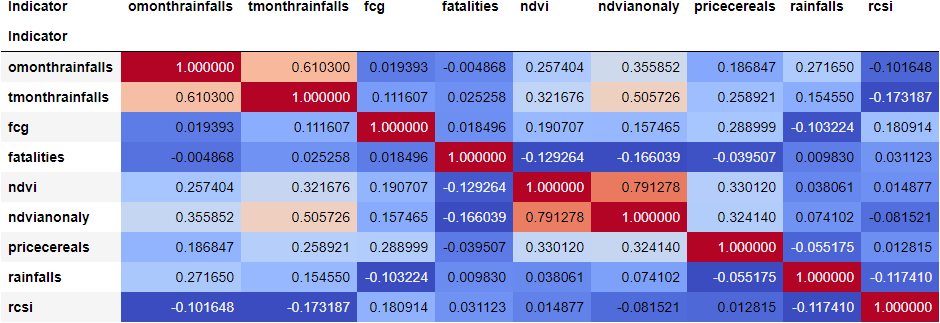 Indicator omonthrainfalls tmonthrainfalls fcg fatalities ndvi ndvianonaly pricecereals rainfalls rcsi
Indicator
omonthrainfalls 1.000000 0.610300 0.019393 -0.004868 0.257404 0.355852 0.186847 0.271650 -0.101648
tmonthrainfalls 0.610300 1.000000 0.111607 0.025258 0.321676 0.505726 0.258921 0.154550 -0.173187
fcg 0.019393 0.111607 1.000000 0.018496 0.190707 0.157465 0.288999 -0.103224 0.180914
fatalities -0.004868 0.025258 0.018496 1.000000 -0.129264 -0.166039 -0.039507 0.009830 0.031123
ndvi 0.257404 0.321676 0.190707 -0.129264 1.000000 0.791278 0.330120 0.038061 0.014877
ndvianonaly 0.355852 0.505726 0.157465 -0.166039 0.791278 1.000000 0.324140 0.074102 -0.081521
pricecereals 0.186847 0.258921 0.288999 -0.039507 0.330120 0.324140 1.000000 -0.055175 0.012815
rainfalls 0.271650 0.154550 -0.103224 0.009830 0.038061 0.074102 -0.055175 1.000000 -0.117410
rcsi -0.101648 -0.173187 0.180914 0.031123 0.014877 -0.081521 0.012815 -0.117410 1.000000